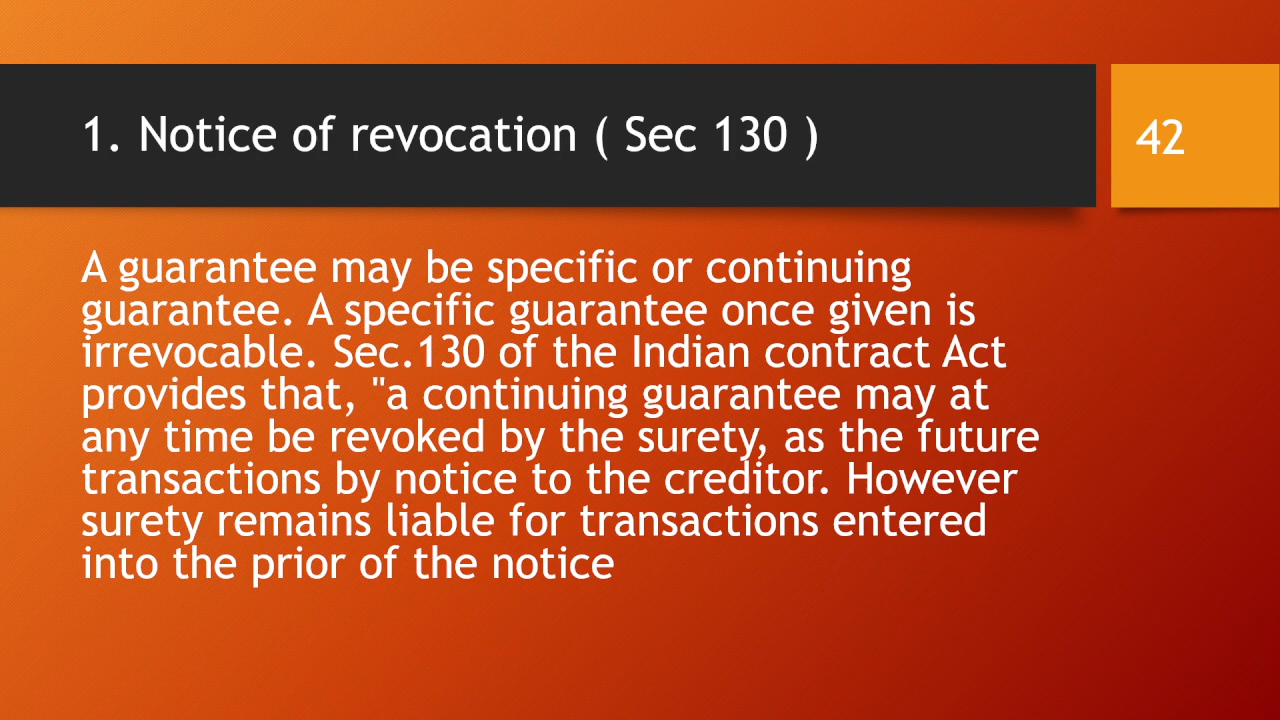 1. Notice of revocation ( Sec 130 )
42
A guarantee may be specific or continuing
guarantee. A specific guarantee once given is
irrevocable. Sec.130 of the Indian contract Act
provides that, "a continuing guarantee may at
any time be revoked by the surety, as the future
transactions by notice to the creditor. However
surety remains liable for transactions entered
into the prior of the notice